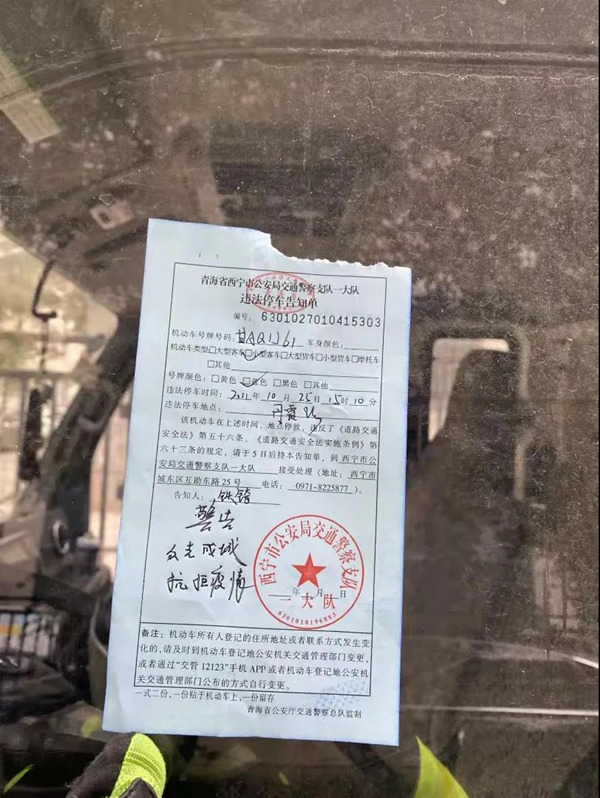 青海省西宁市公安局交通警察支队一大队
违法停车告知单
编号：6301027010415303
机动车号牌号码：甘AQ1J61 车身颜色：
机动车类型□大型客车□小型客车□大型货车□小型货车□摩托车
□其他
号牌颜色：□黄色 □蓝色 □黑色 □其他
违法停车时间：2021年10月25日15时10分
违法停车地点：丹霞路
该机动车在上述时间、地点停放，违反了《道路交通
安全法》第五十六条、《道路交通安全法实施条例》第
六十三条的规定，请于5日后持本告知单，到西宁市公
安局交通警察支队一大队 接受处理（地址：西宁市
城东区互助东路25号 电话：0971-8225877）。
告知人：铁锋
警告
众志成城
抗拒疫情
西宁市公安局交通警察支队
一大队
年 月 日
6301010196883
备注：机动车所有人登记的住所地址或者联系方式发生变
化的，请及时到机动车登记地公安机关交通管理部门变更，
或者通过“交管12123”手机APP或者机动车登记地公安机
关交通管理部门公布的方式自行变更。
一式二份，一份贴于机动车上，一份留存
青海省公安厅交通警察总队监制